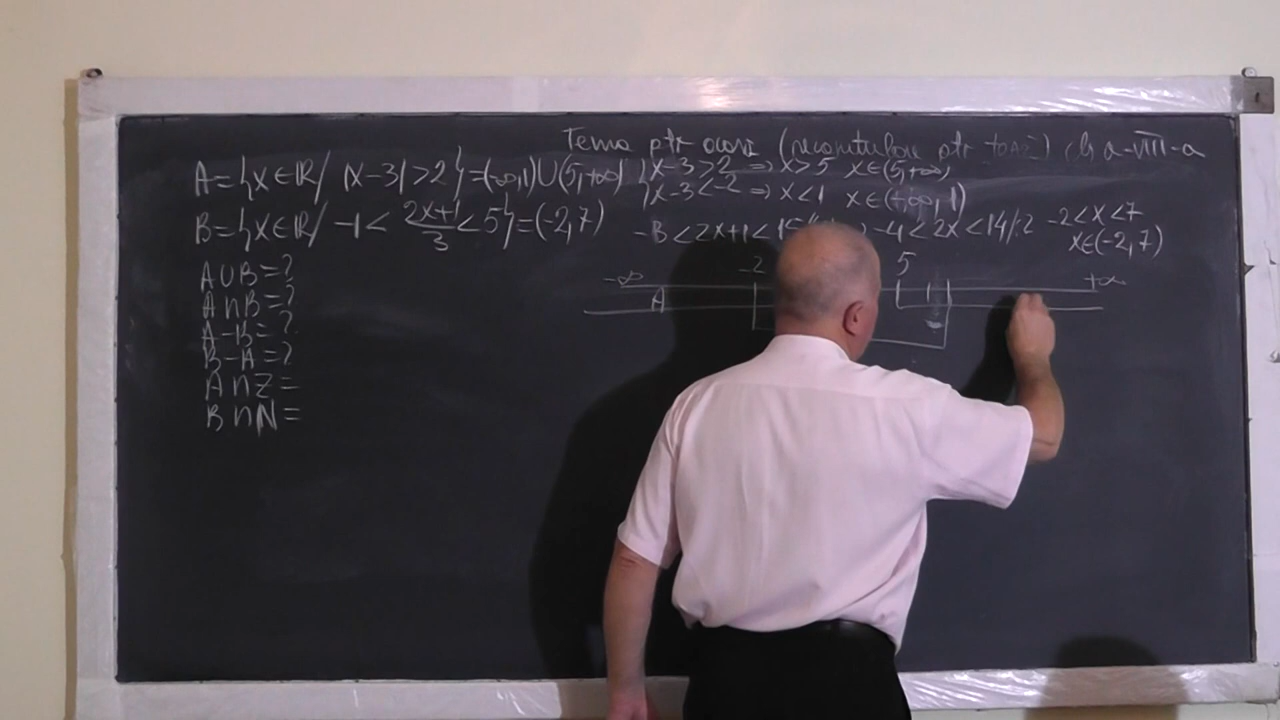 Tema ptr acasă (recapitulare ptr toată) cls a-VIII-a
A={x∈ℝ/ |x-3|>2}=(-∞,1)∪(5,+∞) {x-3>2 ⇒ x>5 x∈(5,+∞)
x-3<-2 ⇒ x<1 x∈(-∞,1)
B={x∈ℝ/ -1< (2x+1)/3 <5}=(-2,7) -3<2x+1<15 -4<2x<14/:2 -2<x<7
x∈(-2,7)
A∪B=?
A∩B=?
A-B=?
B-A=?
A∩Z=
B∩N=
-∞ -2 5 +∞
A